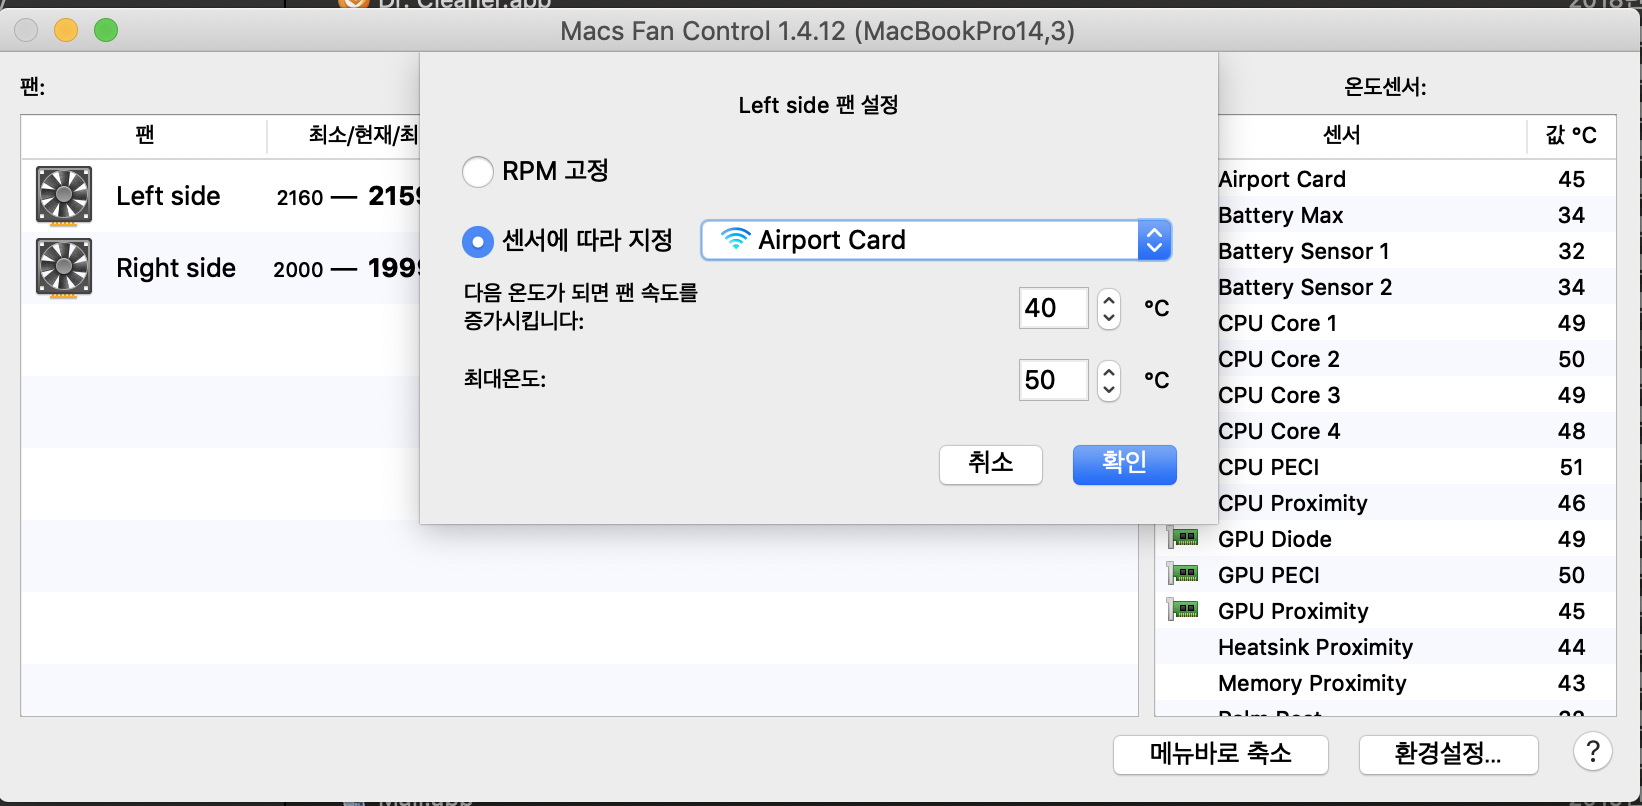 Dr. Cleaner.app
Macs Fan Control 1.4.12 (MacBookPro14,3)
팬:
온도센서:
팬
최소/현재/최
Left side
2160 — 2159
Right side
2000 — 1999
Left side 팬 설정
RPM 고정
센서에 따라 지정
Airport Card
다음 온도가 되면 팬 속도를
증가시킵니다:
40
°C
최대온도:
50
°C
취소
확인
센서
값 °C
Airport Card 45
Battery Max 34
Battery Sensor 1 32
Battery Sensor 2 34
CPU Core 1 49
CPU Core 2 50
CPU Core 3 49
CPU Core 4 48
CPU PECI 51
CPU Proximity 46
GPU Diode 49
GPU PECI 50
GPU Proximity 45
Heatsink Proximity 44
Memory Proximity 43
메뉴바로 축소
환경설정...
?